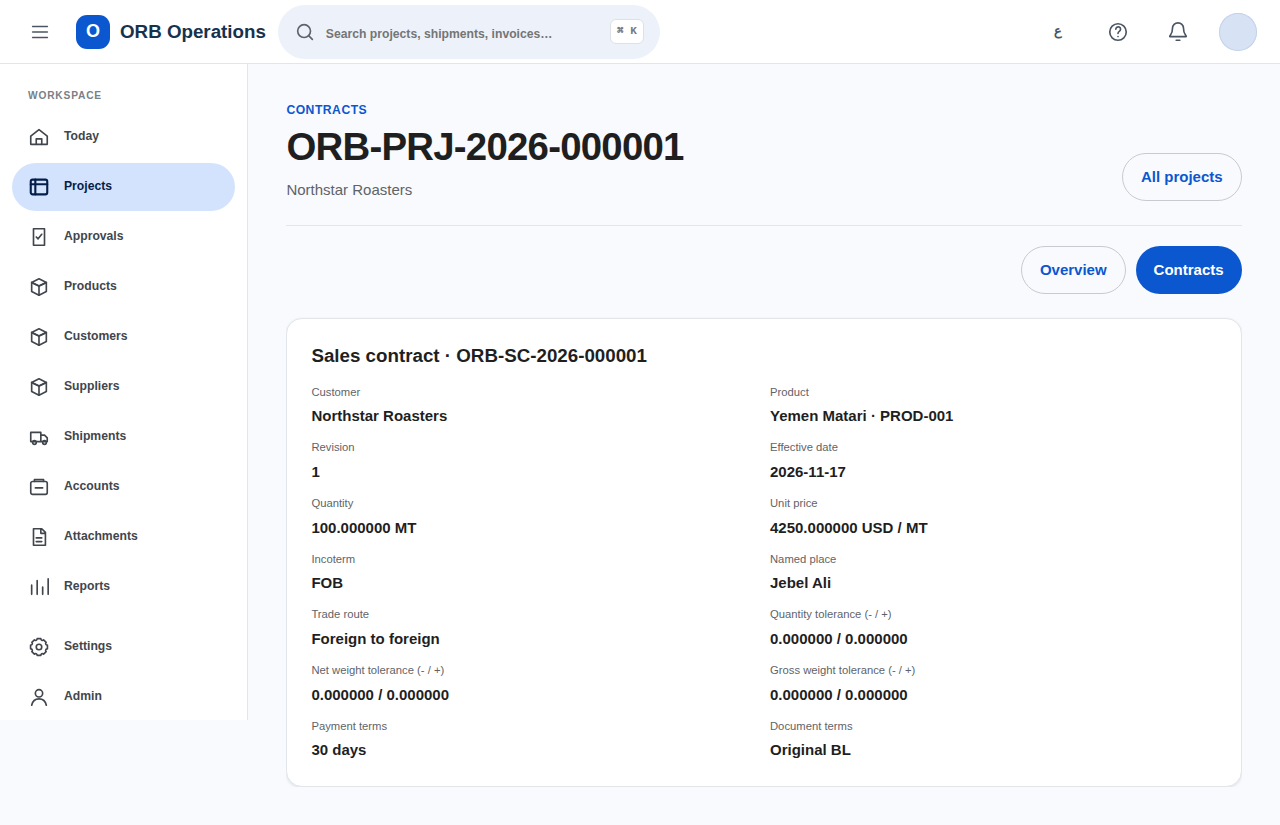 O ORB Operations
Search projects, shipments, invoices…
⌘ K
ع
WORKSPACE
Today
Projects
Approvals
Products
Customers
Suppliers
Shipments
Accounts
Attachments
Reports
Settings
Admin
CONTRACTS
ORB-PRJ-2026-000001
Northstar Roasters
All projects
Overview
Contracts
Sales contract · ORB-SC-2026-000001
Customer
Northstar Roasters
Product
Yemen Matari · PROD-001
Revision
1
Effective date
2026-11-17
Quantity
100.000000 MT
Unit price
4250.000000 USD / MT
Incoterm
FOB
Named place
Jebel Ali
Trade route
Foreign to foreign
Quantity tolerance (- / +)
0.000000 / 0.000000
Net weight tolerance (- / +)
0.000000 / 0.000000
Gross weight tolerance (- / +)
0.000000 / 0.000000
Payment terms
30 days
Document terms
Original BL